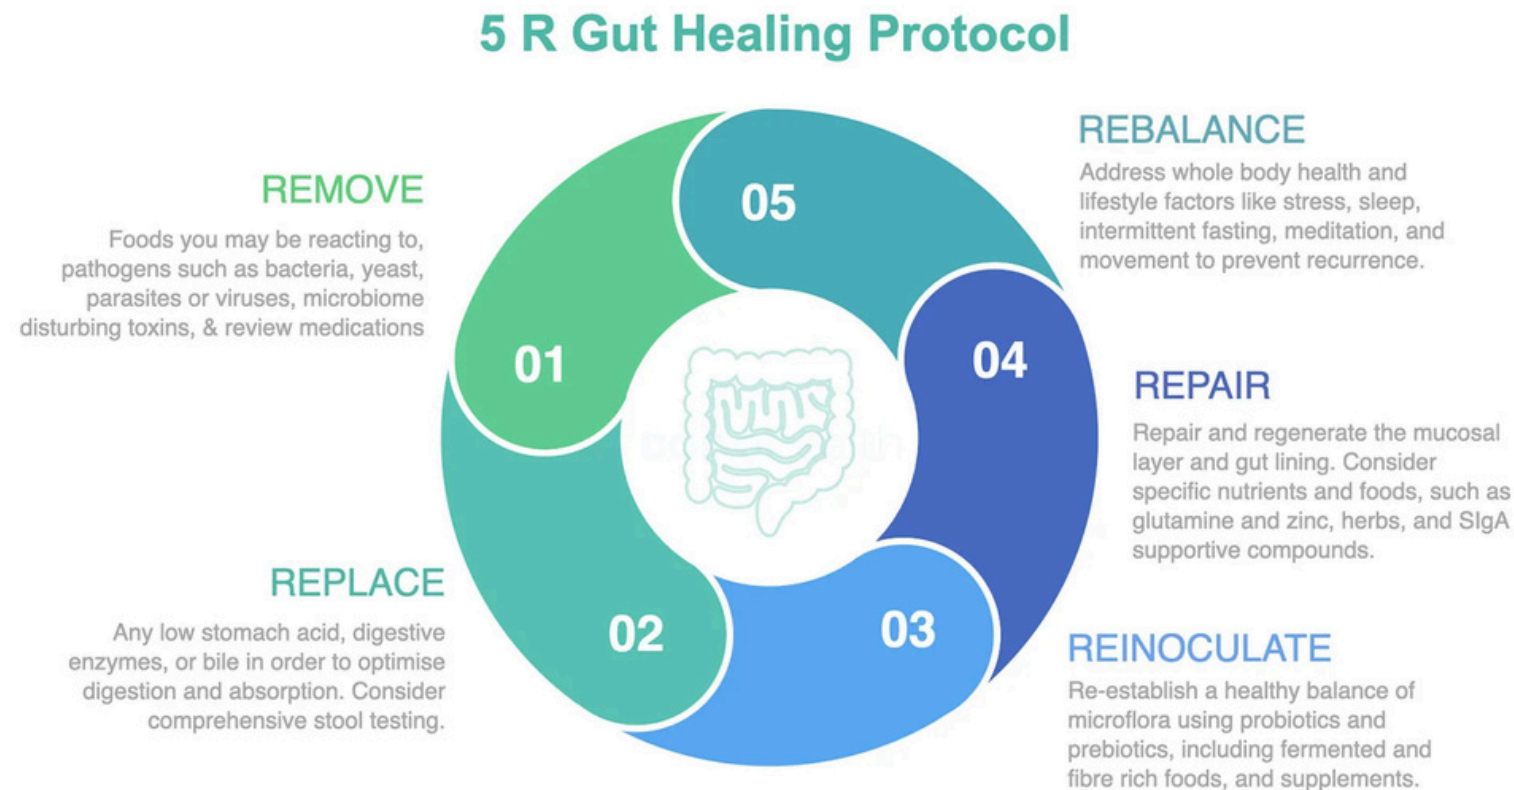 5 R Gut Healing Protocol
REMOVE
Foods you may be reacting to,
pathogens such as bacteria, yeast,
parasites or viruses, microbiome
disturbing toxins, & review medications
01
REPLACE
Any low stomach acid, digestive
enzymes, or bile in order to optimise
digestion and absorption. Consider
comprehensive stool testing.
02
REINOCULATE
Re-establish a healthy balance of
microflora using probiotics and
prebiotics, including fermented and
fibre rich foods, and supplements.
03
REPAIR
Repair and regenerate the mucosal
layer and gut lining. Consider
specific nutrients and foods, such as
glutamine and zinc, herbs, and SIgA
supportive compounds.
04
REBALANCE
Address whole body health and
lifestyle factors like stress, sleep,
intermittent fasting, meditation, and
movement to prevent recurrence.
05